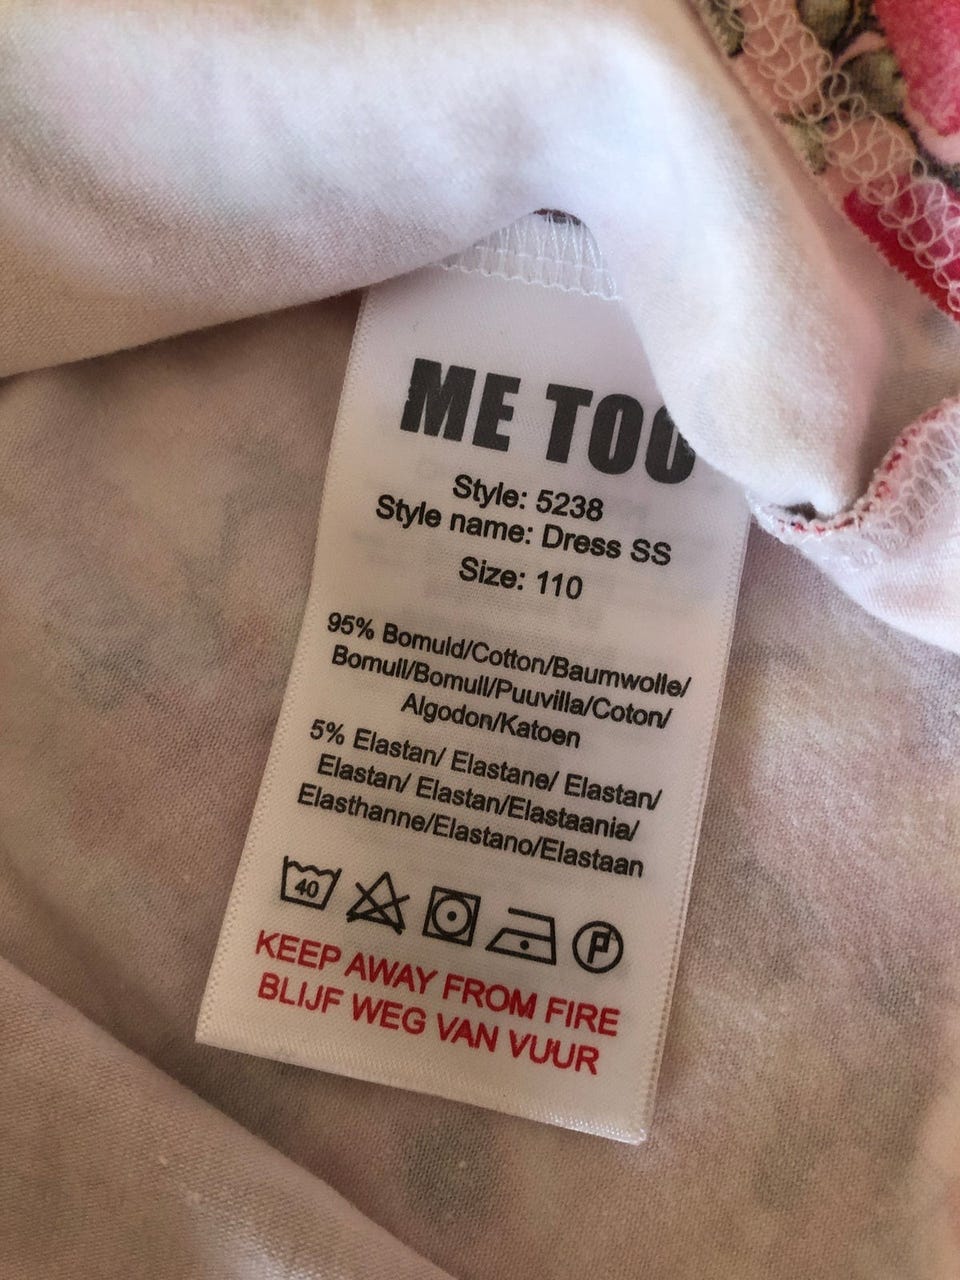 ME TOO
Style: 5238
Style name: Dress SS
Size: 110
95% Bomuld/Cotton/Baumwolle/
Bomull/Bomull/Puuvilla/Coton/
Algodon/Katoen
5% Elastan/ Elastane/ Elastan/
Elastan/ Elastan/Elastaania/
Elasthanne/Elastano/Elastaan
40 P
KEEP AWAY FROM FIRE
BLIJF WEG VAN VUUR